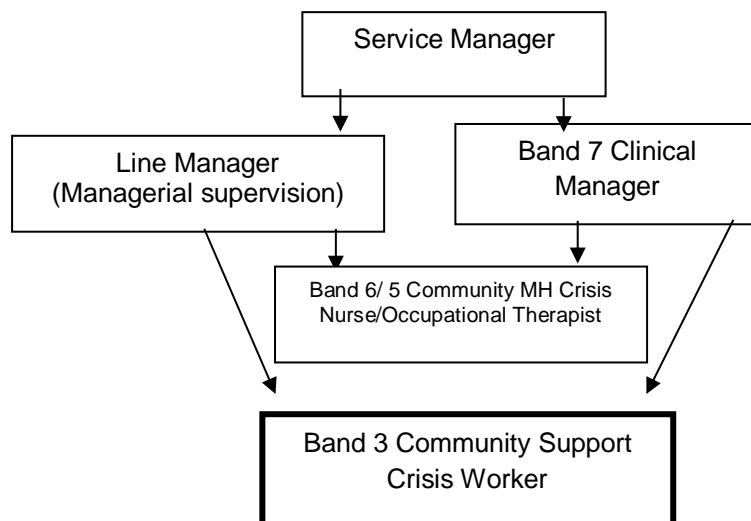 Service Manager
Line Manager
(Managerial supervision)
Band 7 Clinical
Manager
Band 6/ 5 Community MH Crisis
Nurse/Occupational Therapist
Band 3 Community Support
Crisis Worker